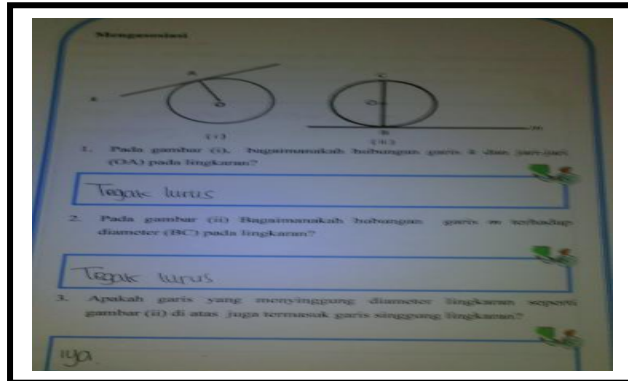 Mengasosiasi
A
k
O
(i)
C
O
B
m
(ii)
1. Pada gambar (i), bagaimanakah hubungan garis k dan jari-jari
(OA) pada lingkaran?
Tegak lurus
2. Pada gambar (ii) Bagaimanakah hubungan garis m terhadap
diameter (BC) pada lingkaran?
Tegak lurus
3. Apakah garis yang menyinggung diameter lingkaran seperti
gambar (ii) di atas juga termasuk garis singgung lingkaran?
iya.